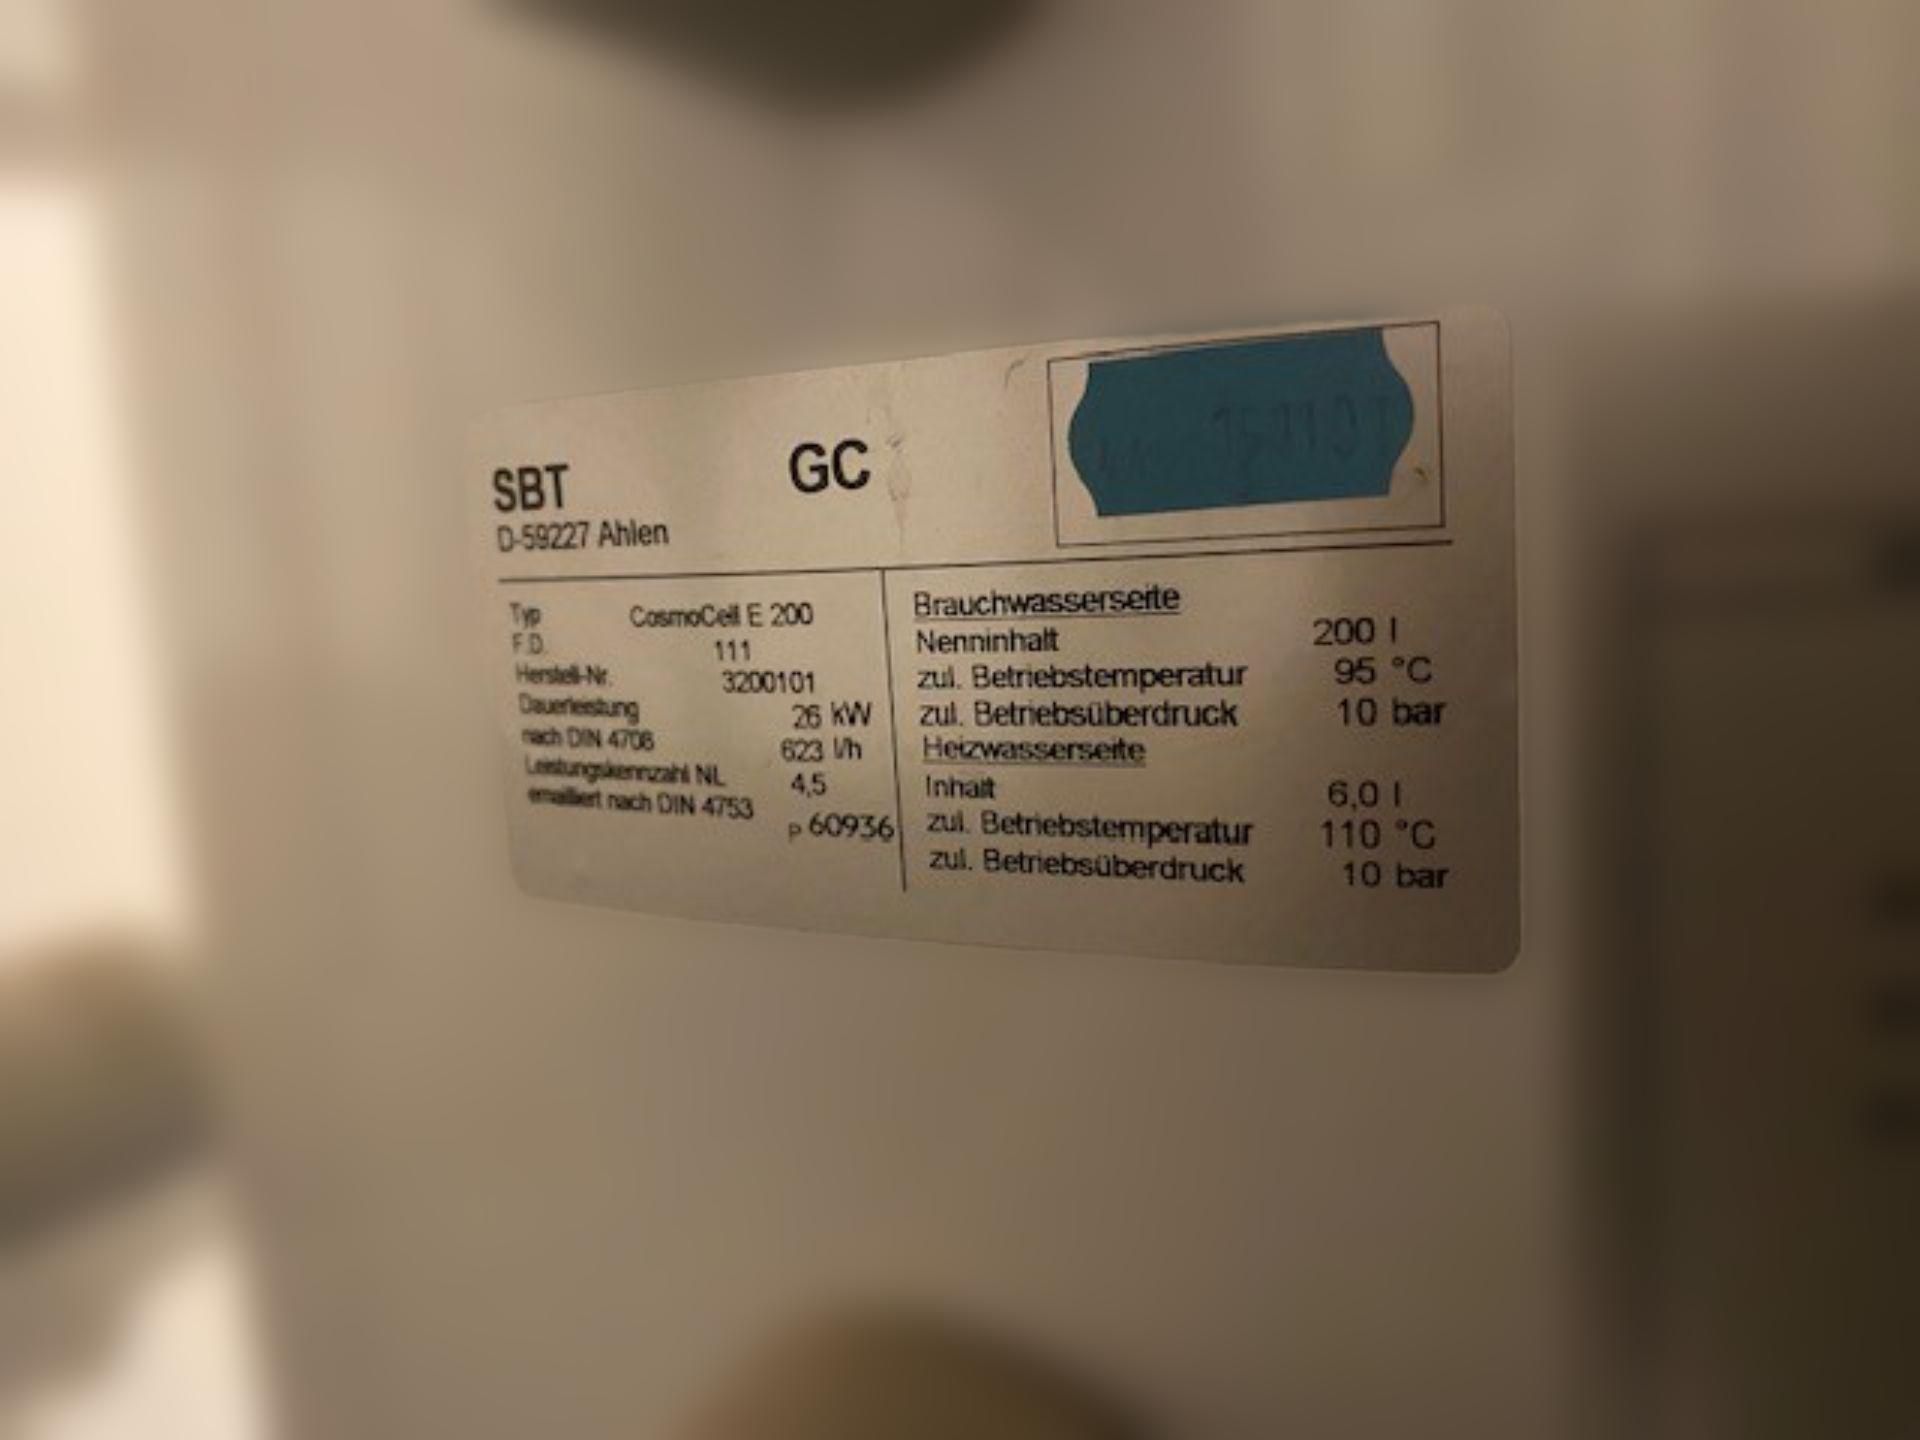 SBT GC
D-59227 Ahlen
Typ CosmoCell E 200
F.D. 111
Herstell-Nr. 3200101
Dauerleistung 26 kW
nach DIN 4708 623 l/h
Leistungskennzahl NL 4,5
emailliert nach DIN 4753
P 60936
Brauchwasserseite
Nenninhalt 200 l
zul. Betriebstemperatur 95 °C
zul. Betriebsüberdruck 10 bar
Heizwasserseite
Inhalt 6,0 l
zul. Betriebstemperatur 110 °C
zul. Betriebsüberdruck 10 bar